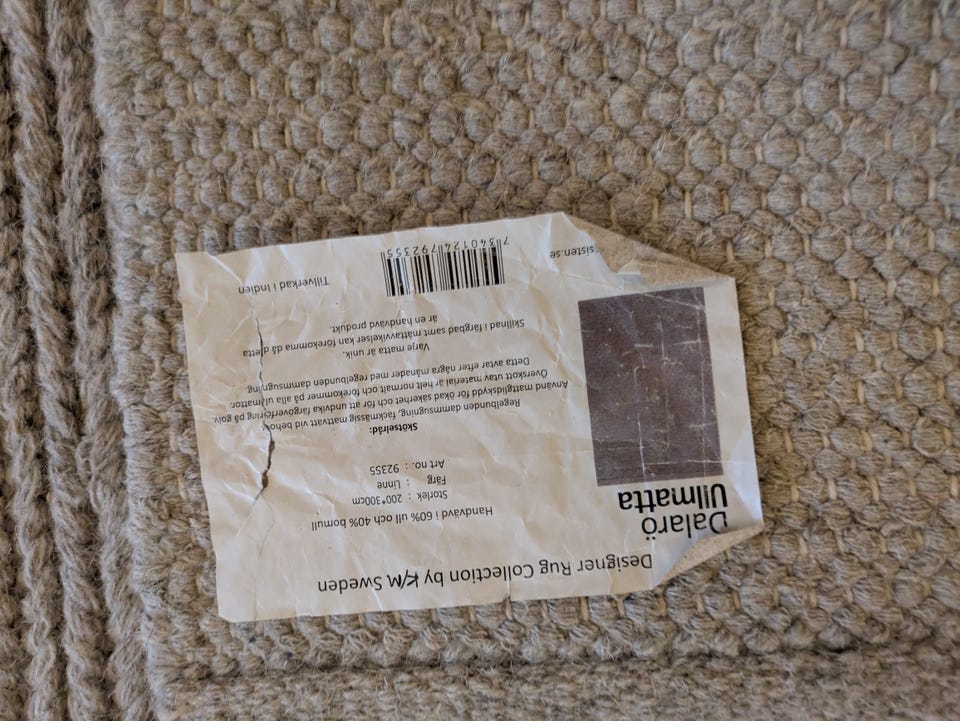 Designer Rug Collection by K/M Sweden
Dalarö
Ullmatta
Handvävd i 60% ull och 40% bomull
Storlek : 200*300cm
Färg : Linne
Art no. : 92355
Skötselråd:
Regelbunden dammsugning, fackmässig mattvätt vid behov.
Använd mattglidskydd för ökad säkerhet och för att undvika färgöverföring på golv.
Överskott utav material är helt normalt och förekommer på alla ullmattor.
Detta avtar efter några månader med regelbunden dammsugning.
Varje matta är unik.
Skillnad i färgbad samt måttavvikelser kan förekomma då detta
är en handvävd produkt.
Tillverkad i Indien
7340124792355
sisten.se